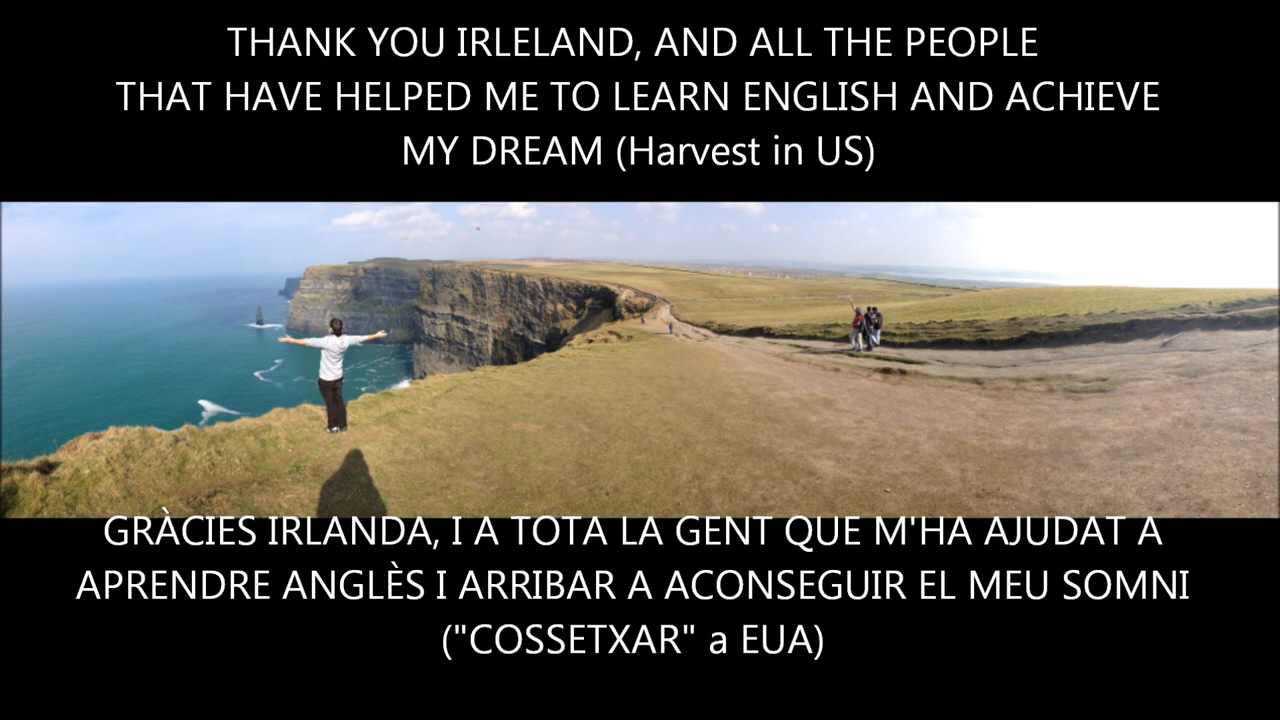 THANK YOU IRLELAND, AND ALL THE PEOPLE
THAT HAVE HELPED ME TO LEARN ENGLISH AND ACHIEVE
MY DREAM (Harvest in US)
GRÀCIES IRLANDA, I A TOTA LA GENT QUE M'HA AJUDAT A
APRENDRE ANGLÈS I ARRIBAR A ACONSEGUIR EL MEU SOMNI
("COSSETXAR" a EUA)